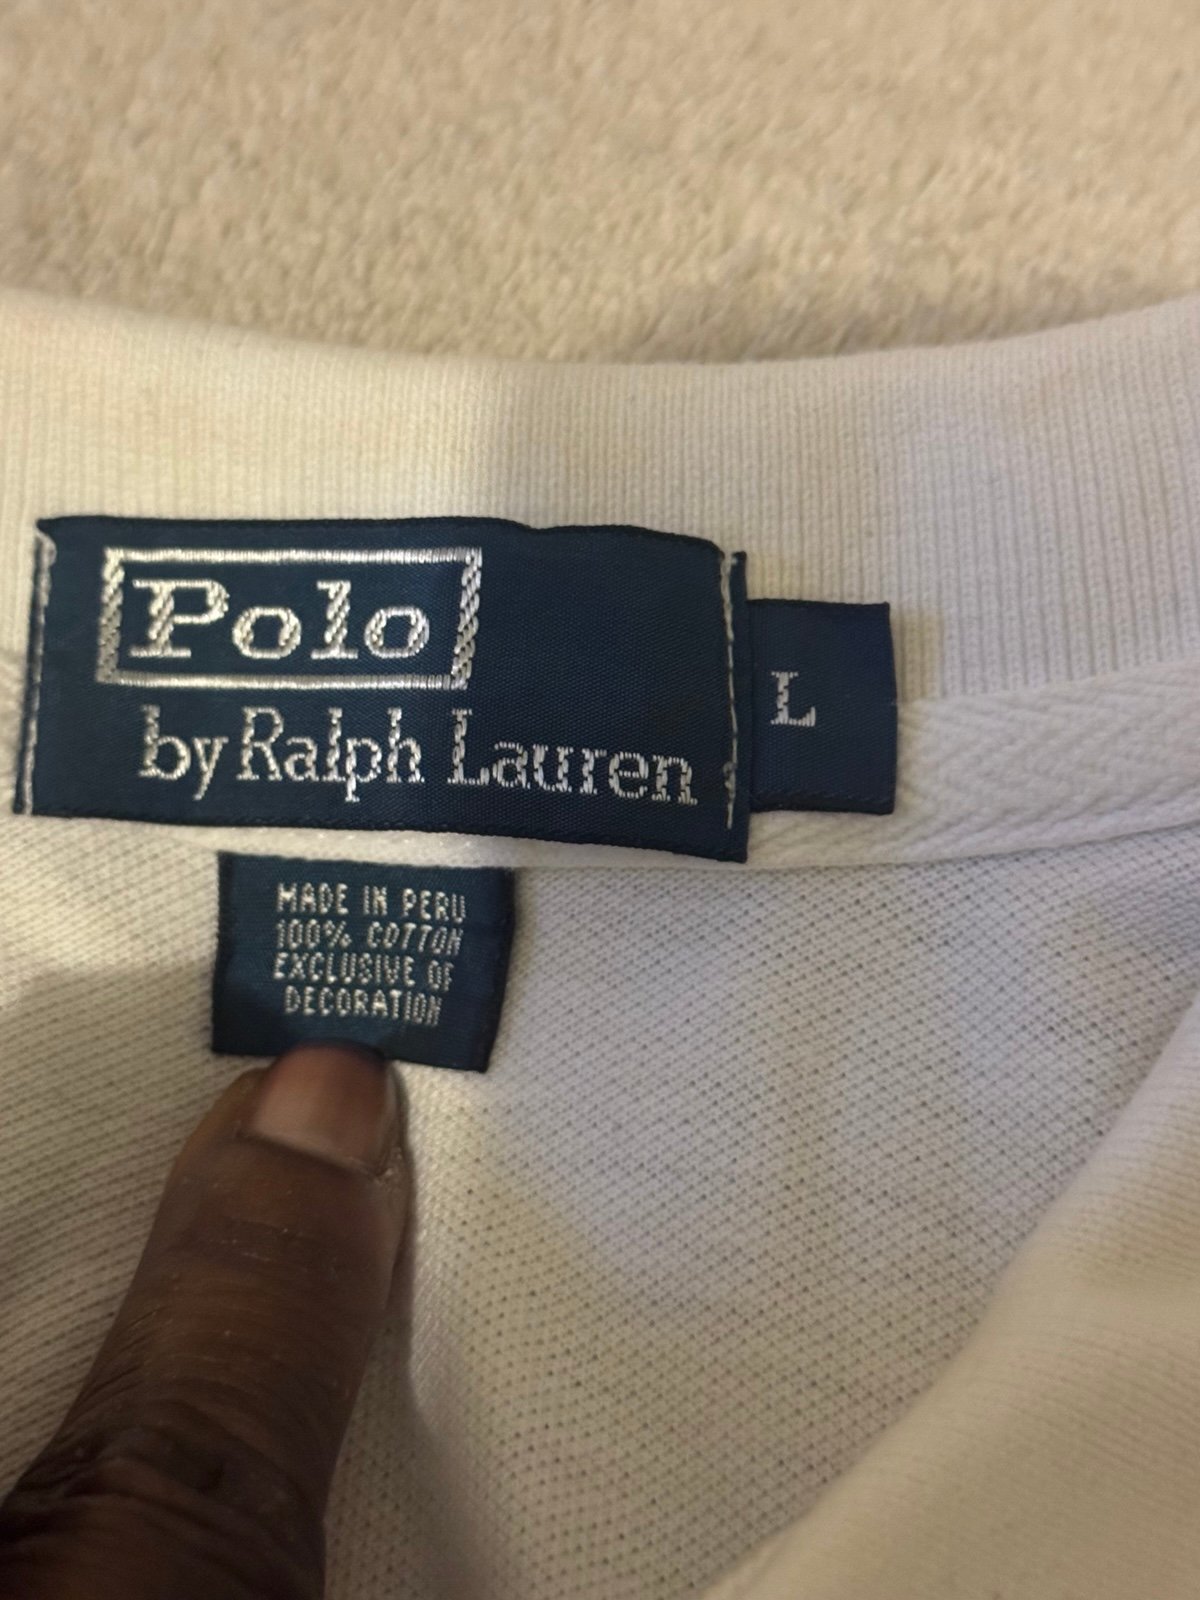 Polo
by Ralph Lauren
L
MADE IN PERU
100% COTTON
EXCLUSIVE OF
DECORATION